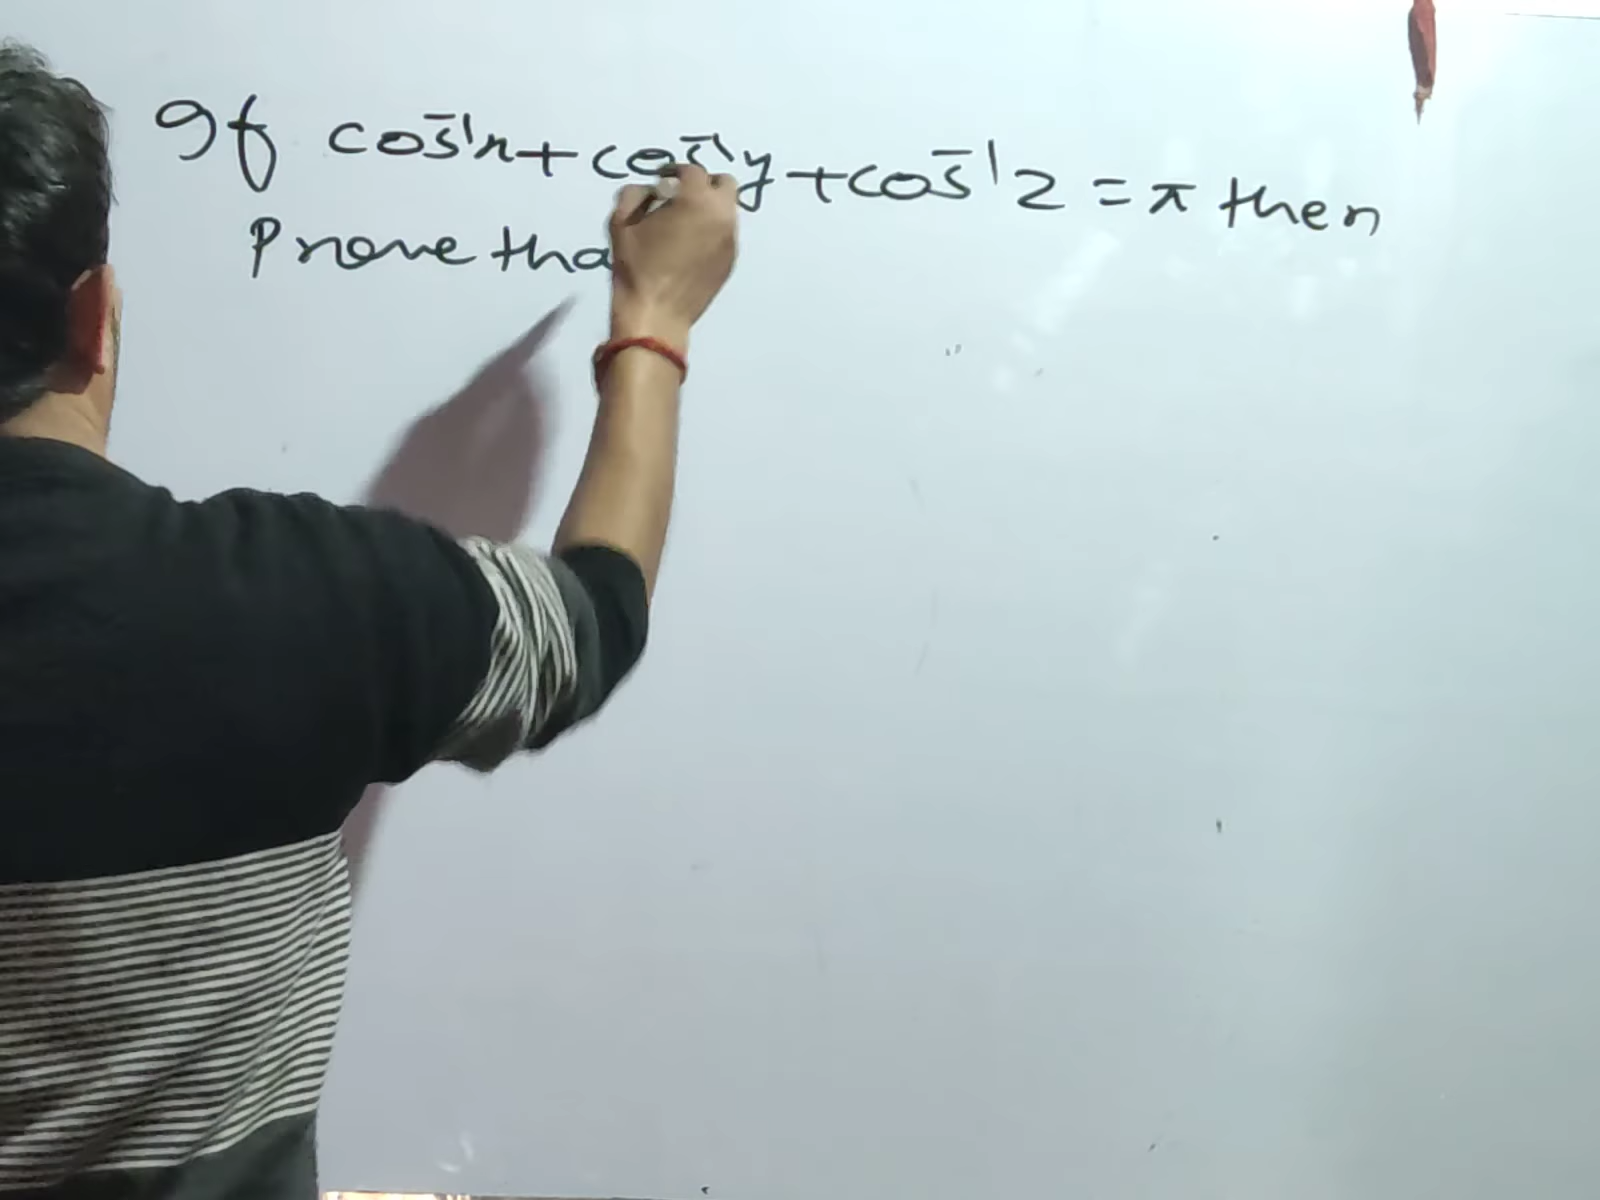 If cos⁻¹x + cos⁻¹y + cos⁻¹z = π then
Prove tha